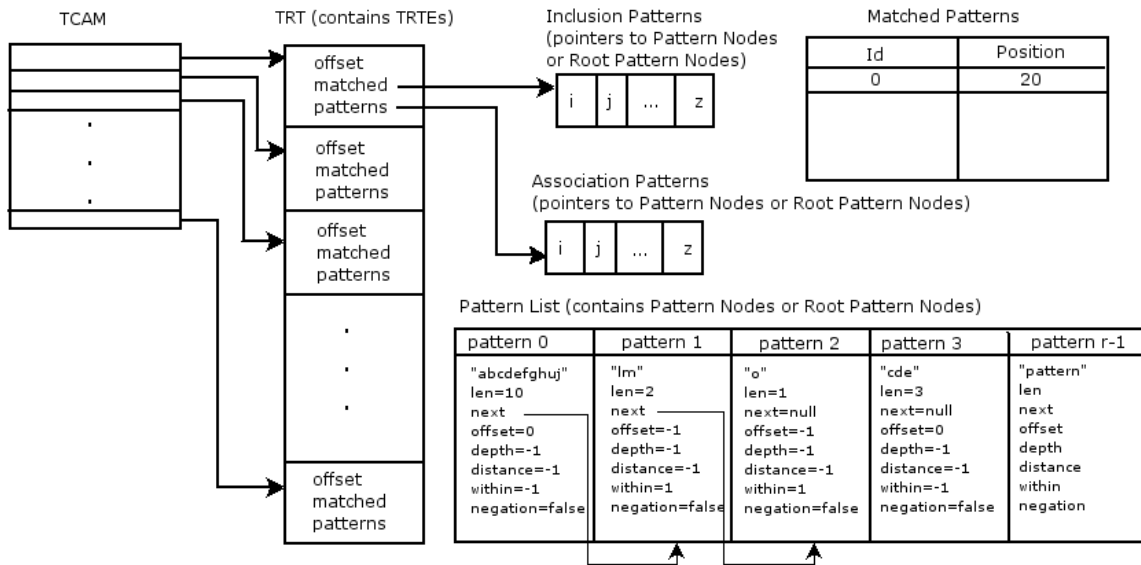 TCAM
TRT (contains TRTEs)
offset
matched
patterns
offset
matched
patterns
offset
matched
patterns
offset
matched
patterns
Inclusion Patterns
(pointers to Pattern Nodes
or Root Pattern Nodes)
i j ... z
Matched Patterns
Id Position
0 20
Association Patterns
(pointers to Pattern Nodes or Root Pattern Nodes)
i j ... z
Pattern List (contains Pattern Nodes or Root Pattern Nodes)
pattern 0
"abcdefghuj"
len=10
next
offset=0
depth=-1
distance=-1
within=-1
negation=false
pattern 1
"lm"
len=2
next
offset=-1
depth=-1
distance=-1
within=1
negation=false
pattern 2
"o"
len=1
next=null
offset=-1
depth=-1
distance=-1
within=1
negation=false
pattern 3
"cde"
len=3
next=null
offset=0
depth=-1
distance=-1
within=-1
negation=false
pattern r-1
"pattern"
len
next
offset
depth
distance
within
negation